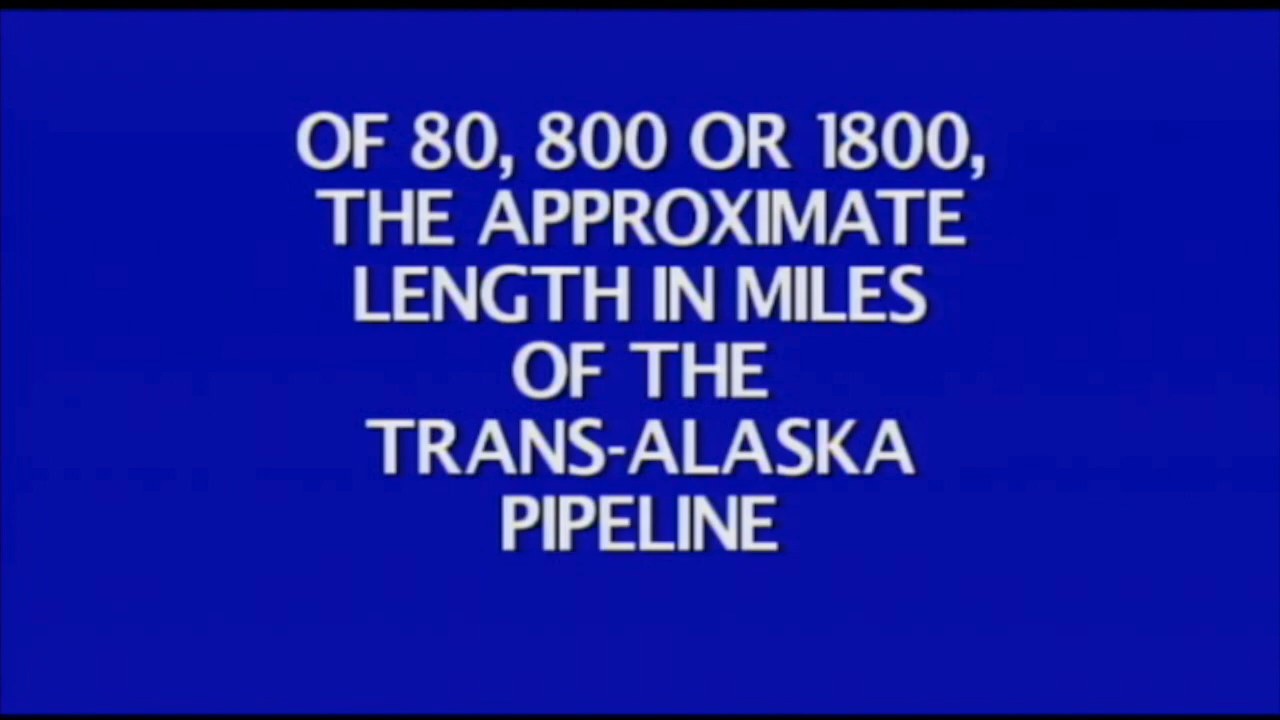 OF 80, 800 OR 1800,
THE APPROXIMATE
LENGTH IN MILES
OF THE
TRANS-ALASKA
PIPELINE